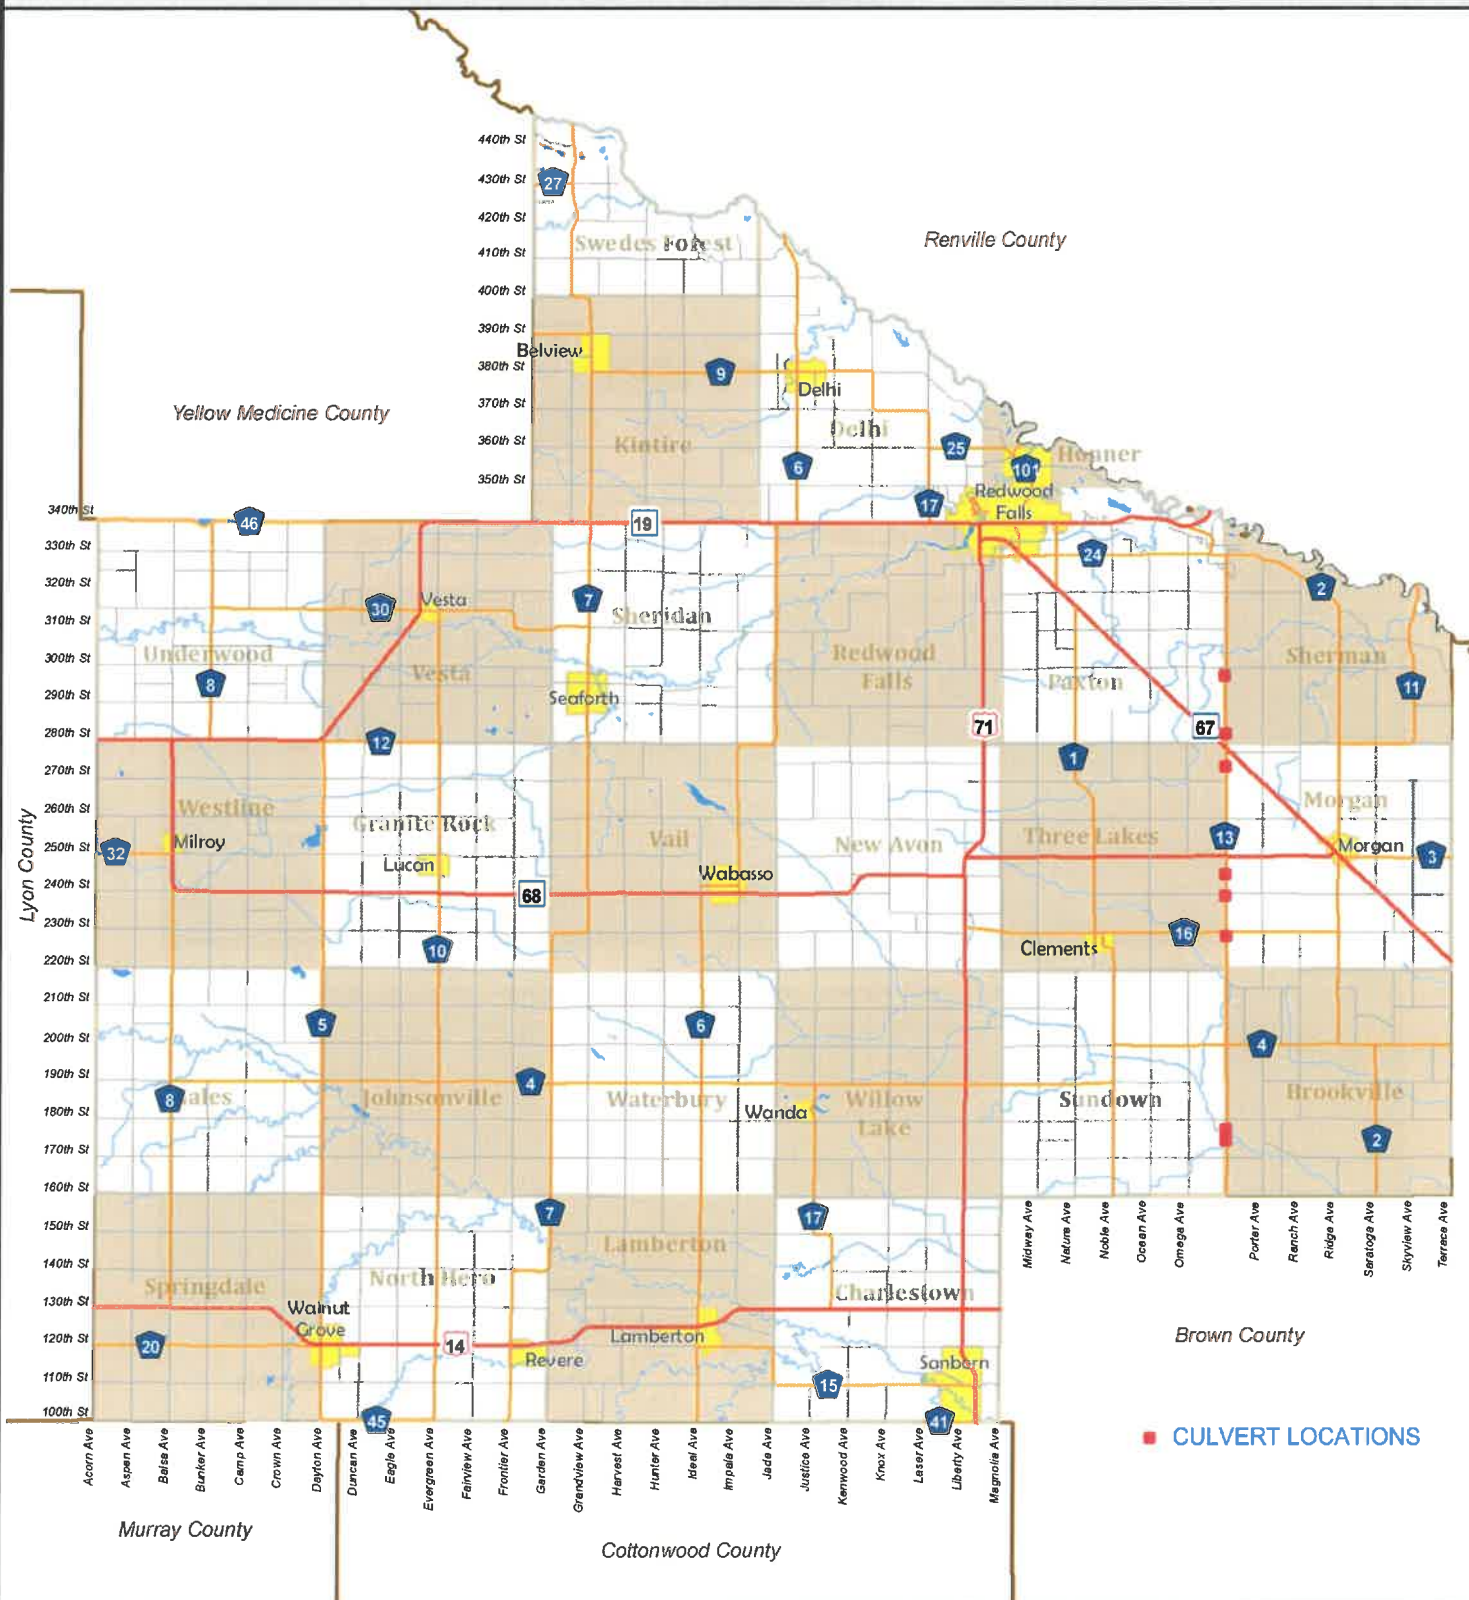 440th St
430th St
27
420th St
Swedes Forest
410th St
Renville County
400th St
390th St
Belview
380th St
9
Delhi
370th St
Yellow Medicine County
Kintire
Delhi
360th St
25
Honner
6
101
350th St
17
Redwood
Falls
340th St
46
19
330th St
24
320th St
30
Vesta
7
2
310th St
Sheridan
300th St
Underwood
Redwood
Falls
Sherman
8
Vesta
Paxton
11
290th St
Seaforth
280th St
12
71
67
1
270th St
260th St
Westline
Granite Rock
Morgan
250th St
32
Milroy
Vail
New Avon
Three Lakes
13
Morgan
3
Lucan
Wabasso
240th St
68
Lyon County
230th St
10
Clements
16
220th St
210th St
5
6
200th St
4
190th St
4
8
ales
Johnsonville
Waterbury
Willow
Lake
Sundown
Brookville
180th St
Wanda
170th St
2
160th St
7
17
150th St
Lamberton
140th St
North Hero
Springdale
Charlestown
130th St
Walnut
Grove
Lamberton
120th St
20
14
Revere
Sanborn
110th St
15
100th St
45
41
Midway Ave
Nature Ave
Noble Ave
Ocean Ave
Omega Ave
Porter Ave
Ranch Ave
Ridge Ave
Saratoga Ave
Skyview Ave
Terrace Ave
Brown County
CULVERT LOCATIONS
Acorn Ave
Aspen Ave
Balsa Ave
Bunker Ave
Camp Ave
Crown Ave
Dayton Ave
Duncan Ave
Eagle Ave
Evergreen Ave
Fairview Ave
Frontier Ave
Garden Ave
Grandview Ave
Harvest Ave
Hunter Ave
Ideal Ave
Impala Ave
Jade Ave
Justice Ave
Kenwood Ave
Knox Ave
Laser Ave
Liberty Ave
Magnolia Ave
Murray County
Cottonwood County